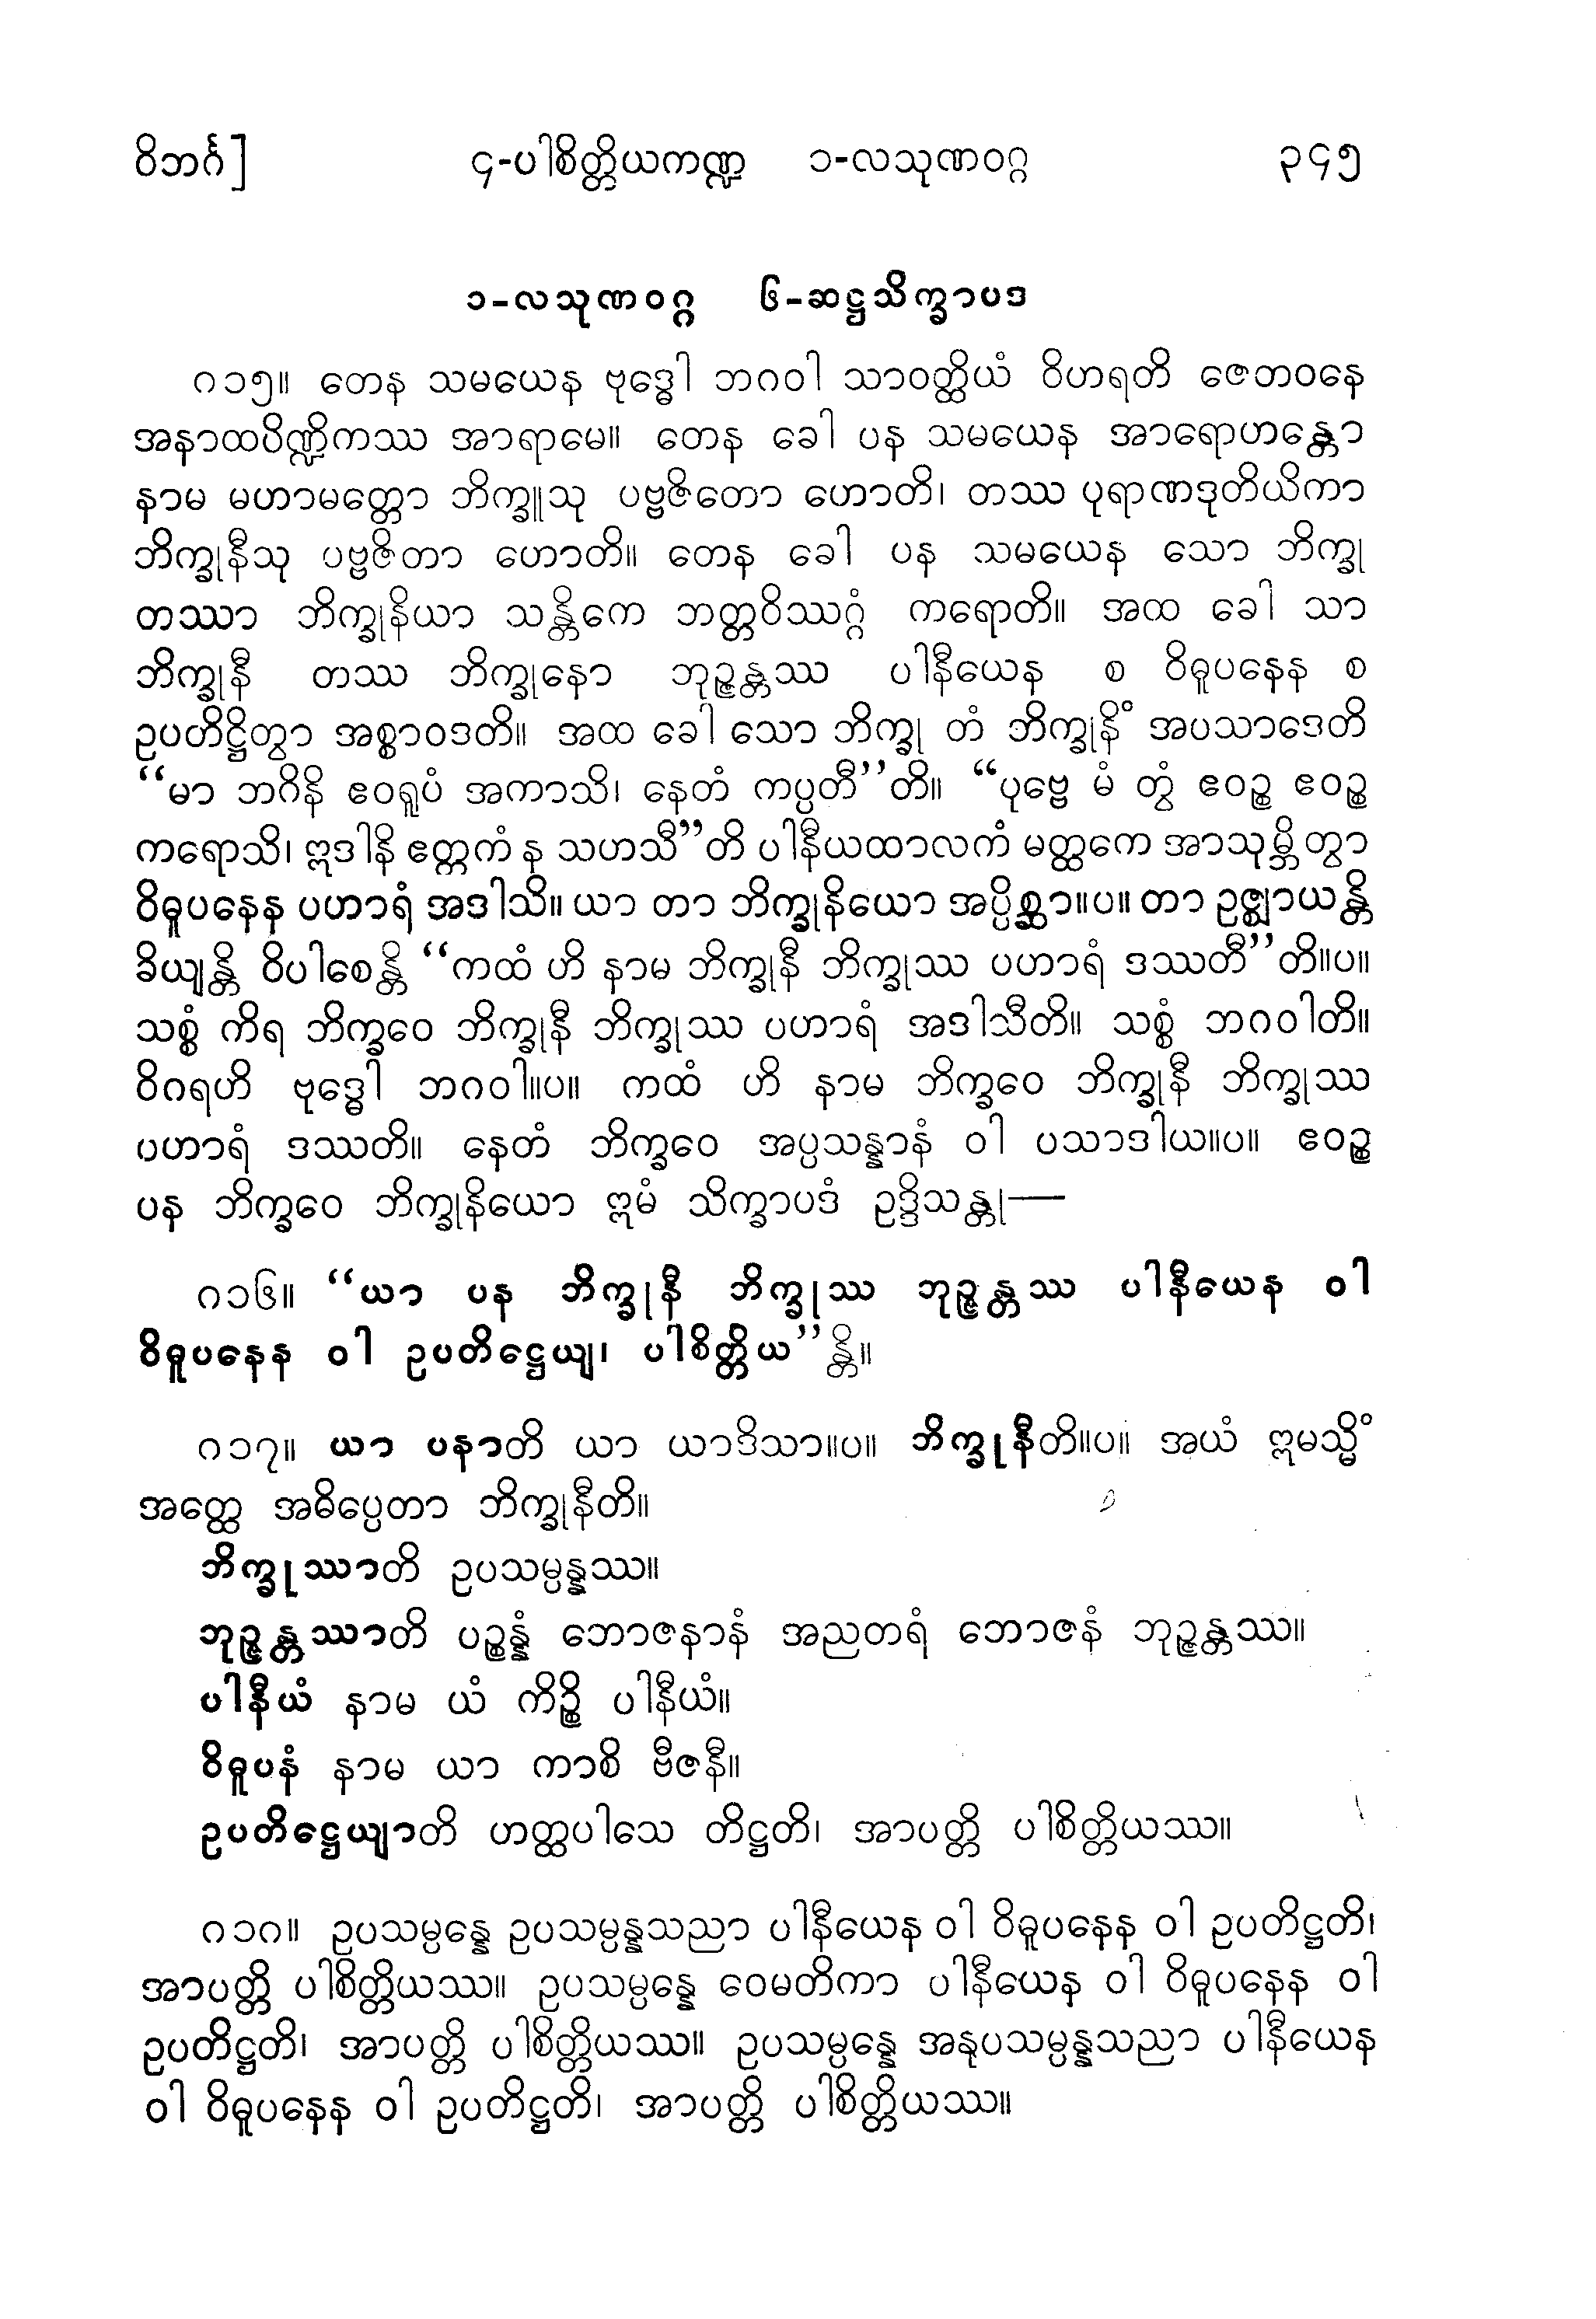 ဝိဘင်္ဂ] ၄-ပါစိတ္တိယကဏ္ဍ ၁-လသုဏဝဂ္ဂ ၃၄၅
၁-လသုဏဝဂ္ဂ ၆-ဆဋ္ဌသိက္ခာပဒ
၈၁၅။ တေန သမယေန ဗုဒ္ဓေါ ဘဂဝါ သာဝတ္ထိယံ ဝိဟရတိ ဇေတဝနေ
အနာထပိဏ္ဍိကဿ အာရာမေ။ တေန ခေါ ပန သမယေန အာရောဟန္တော
နာမ မဟာမတ္တော ဘိက္ခူသု ပဗ္ဗဇိတော ဟောတိ၊ တဿ ပုရာဏဒုတိယိကာ
ဘိက္ခုနီသု ပဗ္ဗဇိတာ ဟောတိ။ တေန ခေါ ပန သမယေန သော ဘိက္ခု
တဿာ ဘိက္ခုနိယာ သန္တိကေ ဘတ္တဝိဿဂ္ဂံ ကရောတိ။ အထ ခေါ သာ
ဘိက္ခုနီ တဿ ဘိက္ခုနော ဘုဉ္ဇန္တဿ ပါနီယေန စ ဝိဓူပနေန စ
ဥပတိဋ္ဌိတွာ အစ္စာဝဒတိ။ အထ ခေါ သော ဘိက္ခု တံ ဘိက္ခုနိံ အပသာဒေတိ
“မာ ဘဂိနိ ဧဝရူပံ အကာသိ၊ နေတံ ကပ္ပတီ”တိ။ “ပုဗ္ဗေ မံ တွံ ဧဝဉ္စ ဧဝဉ္စ
ကရောသိ၊ ဣဒါနိ ဧတ္တကံ န သဟသီ”တိ ပါနီယထာလကံ မတ္ထကေ အာသုမ္ဘိတွာ
ဝိဓူပနေန ပဟာရံ အဒါသိ။ ယာ တာ ဘိက္ခုနိယော အပ္ပိစ္ဆာ။ပ။ တာ ဥဇ္ဈာယန္တိ
ခိယျန္တိ ဝိပါစေန္တိ “ကထံ ဟိ နာမ ဘိက္ခုနီ ဘိက္ခုဿ ပဟာရံ ဒဿတီ”တိ။ပ။
သစ္စံ ကိရ ဘိက္ခဝေ ဘိက္ခုနီ ဘိက္ခုဿ ပဟာရံ အဒါသီတိ။ သစ္စံ ဘဂဝါတိ။
ဝိဂရဟိ ဗုဒ္ဓေါ ဘဂဝါ။ပ။ ကထံ ဟိ နာမ ဘိက္ခဝေ ဘိက္ခုနီ ဘိက္ခုဿ
ပဟာရံ ဒဿတိ။ နေတံ ဘိက္ခဝေ အပ္ပသန္နာနံ ဝါ ပသာဒါယ။ပ။ ဧဝဉ္စ
ပန ဘိက္ခဝေ ဘိက္ခုနိယော ဣမံ သိက္ခာပဒံ ဥဒ္ဒိသန္တု—
၈၁၆။ “ယာ ပန ဘိက္ခုနီ ဘိက္ခုဿ ဘုဉ္ဇန္တဿ ပါနီယေန ဝါ
ဝိဓူပနေန ဝါ ဥပတိဋ္ဌေယျ၊ ပါစိတ္တိယ”န္တိ။
၈၁၇။ ယာ ပနာတိ ယာ ယာဒိသာ။ပ။ ဘိက္ခုနီတိ။ပ။ အယံ ဣမသ္မိံ
အတ္ထေ အဓိပ္ပေတာ ဘိက္ခုနီတိ။
ဘိက္ခုဿာတိ ဥပသမ္ပန္နဿ။
ဘုဉ္ဇန္တဿာတိ ပဉ္စန္နံ ဘောဇနာနံ အညတရံ ဘောဇနံ ဘုဉ္ဇန္တဿ။
ပါနီယံ နာမ ယံ ကိဉ္စိ ပါနီယံ။
ဝိဓူပနံ နာမ ယာ ကာစိ ဗီဇနီ။
ဥပတိဋ္ဌေယျာတိ ဟတ္ထပါသေ တိဋ္ဌတိ၊ အာပတ္တိ ပါစိတ္တိယဿ။
၈၁၈။ ဥပသမ္ပန္နေ ဥပသမ္ပန္နသညာ ပါနီယေန ဝါ ဝိဓူပနေန ဝါ ဥပတိဋ္ဌတိ၊
အာပတ္တိ ပါစိတ္တိယဿ။ ဥပသမ္ပန္နေ ဝေမတိကာ ပါနီယေန ဝါ ဝိဓူပနေန ဝါ
ဥပတိဋ္ဌတိ၊ အာပတ္တိ ပါစိတ္တိယဿ။ ဥပသမ္ပန္နေ အနုပသမ္ပန္နသညာ ပါနီယေန
ဝါ ဝိဓူပနေန ဝါ ဥပတိဋ္ဌတိ၊ အာပတ္တိ ပါစိတ္တိယဿ။